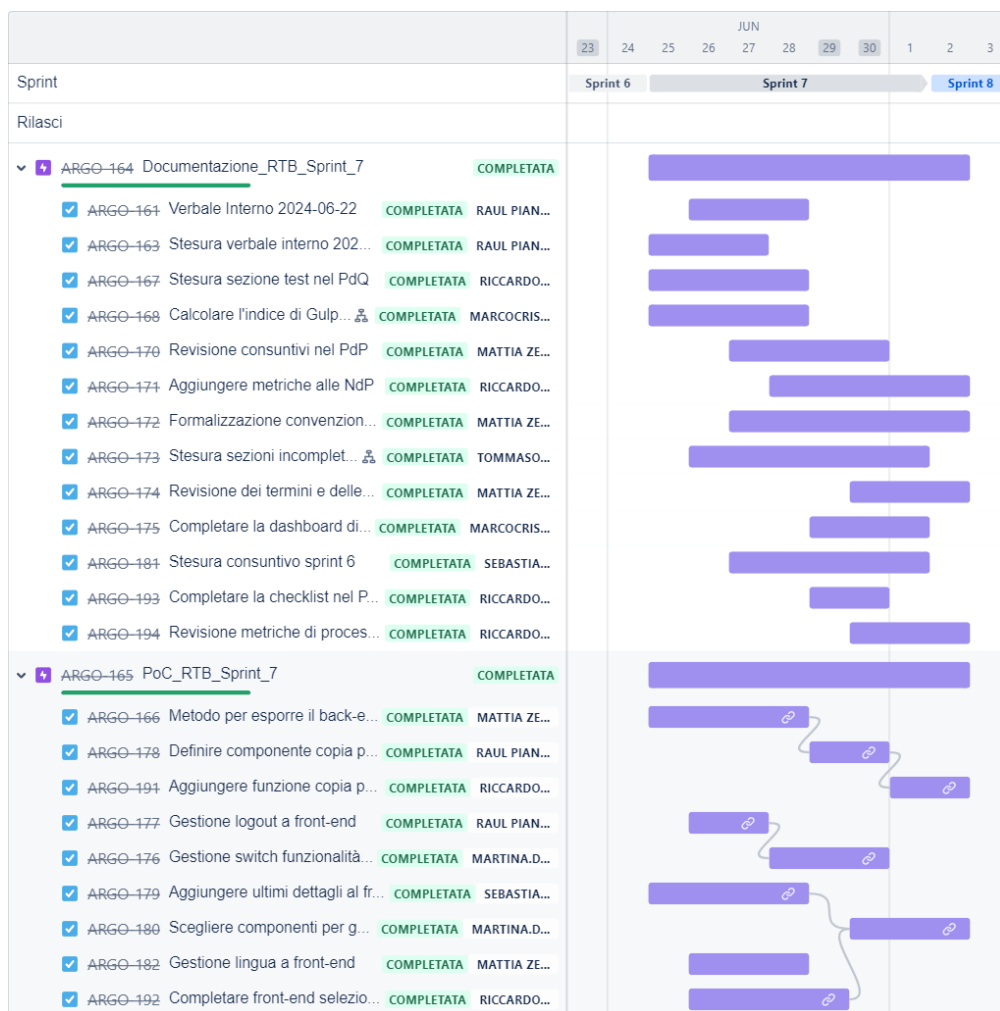 JUN
23 24 25 26 27 28 29 30 1 2 3
Sprint Sprint 6 Sprint 7 Sprint 8
Rilasci
ARGO-164 Documentazione_RTB_Sprint_7 COMPLETATA
ARGO-161 Verbale Interno 2024-06-22 COMPLETATA RAUL PIAN...
ARGO-163 Stesura verbale interno 202... COMPLETATA RAUL PIAN...
ARGO-167 Stesura sezione test nel PdQ COMPLETATA RICCARDO...
ARGO-168 Calcolare l'indice di Gulp... COMPLETATA MARCOCRIS...
ARGO-170 Revisione consuntivi nel PdP COMPLETATA MATTIA ZE...
ARGO-171 Aggiungere metriche alle NdP COMPLETATA RICCARDO...
ARGO-172 Formalizzazione convenzion... COMPLETATA MATTIA ZE...
ARGO-173 Stesura sezioni incomplet... COMPLETATA TOMMASO...
ARGO-174 Revisione dei termini e delle... COMPLETATA MATTIA ZE...
ARGO-175 Completare la dashboard di... COMPLETATA MARCOCRIS...
ARGO-181 Stesura consuntivo sprint 6 COMPLETATA SEBASTIA...
ARGO-193 Completare la checklist nel P... COMPLETATA RICCARDO...
ARGO-194 Revisione metriche di proces... COMPLETATA RICCARDO...
ARGO-165 PoC_RTB_Sprint_7 COMPLETATA
ARGO-166 Metodo per esporre il back-e... COMPLETATA MATTIA ZE...
ARGO-178 Definire componente copia p... COMPLETATA RAUL PIAN...
ARGO-191 Aggiungere funzione copia p... COMPLETATA RICCARDO...
ARGO-177 Gestione logout a front-end COMPLETATA RAUL PIAN...
ARGO-176 Gestione switch funzionalità... COMPLETATA MARTINA.D...
ARGO-179 Aggiungere ultimi dettagli al fr... COMPLETATA SEBASTIA...
ARGO-180 Scegliere componenti per g... COMPLETATA MARTINA.D...
ARGO-182 Gestione lingua a front-end COMPLETATA MATTIA ZE...
ARGO-192 Completare front-end selezio... COMPLETATA RICCARDO...